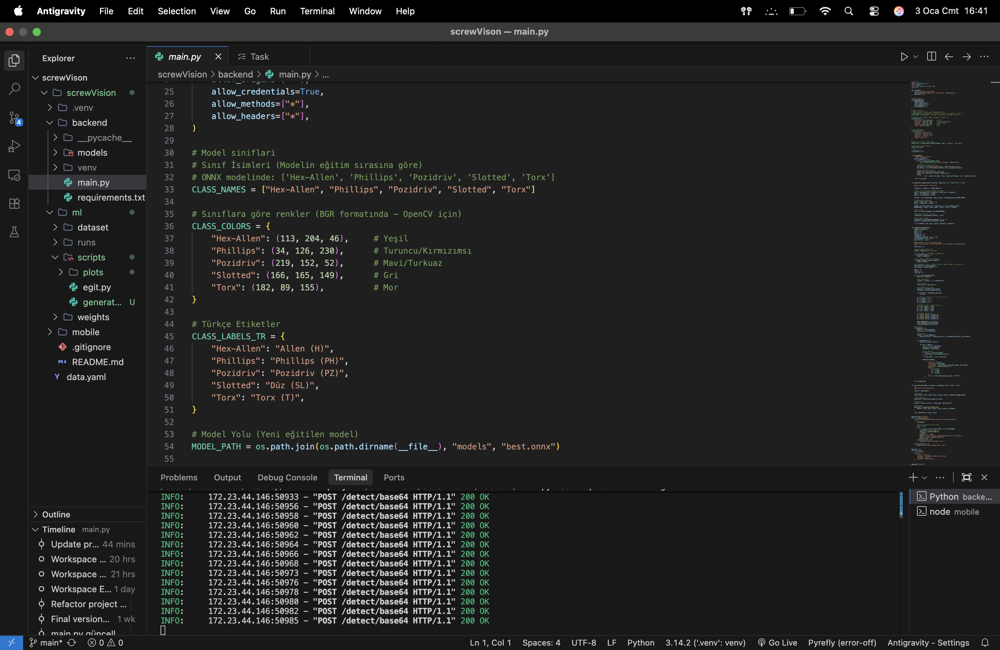 Antigravity File Edit Selection View Go Run Terminal Window Help 3 Oca Cmt 16:41
screwVison — main.py
Explorer
screwVison
screwVision
.venv
backend
__pycache__
models
venv
main.py
requirements.txt
ml
dataset
runs
scripts
plots
egit.py
generat... U
weights
mobile
.gitignore
README.md
data.yaml
4
Outline
Timeline main.py
Update pr... 44 mins
Workspace ... 20 hrs
Workspace ... 21 hrs
Workspace E... 1 day
Refactor project ...
Final version... 1 wk
main.py güncell
main.py Task
screwVision > backend > main.py > ...
25 allow_credentials=True,
26 allow_methods=["*"],
27 allow_headers=["*"],
28 )
29
30 # Model siniflari
31 # Sınıf İsimleri (Modelin eğitim sırasına göre)
32 # ONNX modelinde: ['Hex-Allen', 'Phillips', 'Pozidriv', 'Slotted', 'Torx']
33 CLASS_NAMES = ["Hex-Allen", "Phillips", "Pozidriv", "Slotted", "Torx"]
34
35 # Sınıflara göre renkler (BGR formatında - OpenCV için)
36 CLASS_COLORS = {
37 "Hex-Allen": (113, 204, 46), # Yeşil
38 "Phillips": (34, 126, 230), # Turuncu/Kırmızımsı
39 "Pozidriv": (219, 152, 52), # Mavi/Turkuaz
40 "Slotted": (166, 165, 149), # Gri
41 "Torx": (182, 89, 155), # Mor
42 }
43
44 # Türkçe Etiketler
45 CLASS_LABELS_TR = {
46 "Hex-Allen": "Allen (H)",
47 "Phillips": "Phillips (PH)",
48 "Pozidriv": "Pozidriv (PZ)",
49 "Slotted": "Düz (SL)",
50 "Torx": "Torx (T)",
51 }
52
53 # Model Yolu (Yeni eğitilen model)
54 MODEL_PATH = os.path.join(os.path.dirname(__file__), "models", "best.onnx")
55
Problems Output Debug Console Terminal Ports
INFO: 172.23.44.146:50933 - "POST /detect/base64 HTTP/1.1" 200 OK
INFO: 172.23.44.146:50956 - "POST /detect/base64 HTTP/1.1" 200 OK
INFO: 172.23.44.146:50958 - "POST /detect/base64 HTTP/1.1" 200 OK
INFO: 172.23.44.146:50960 - "POST /detect/base64 HTTP/1.1" 200 OK
INFO: 172.23.44.146:50962 - "POST /detect/base64 HTTP/1.1" 200 OK
INFO: 172.23.44.146:50964 - "POST /detect/base64 HTTP/1.1" 200 OK
INFO: 172.23.44.146:50966 - "POST /detect/base64 HTTP/1.1" 200 OK
INFO: 172.23.44.146:50968 - "POST /detect/base64 HTTP/1.1" 200 OK
INFO: 172.23.44.146:50973 - "POST /detect/base64 HTTP/1.1" 200 OK
INFO: 172.23.44.146:50976 - "POST /detect/base64 HTTP/1.1" 200 OK
INFO: 172.23.44.146:50978 - "POST /detect/base64 HTTP/1.1" 200 OK
INFO: 172.23.44.146:50980 - "POST /detect/base64 HTTP/1.1" 200 OK
INFO: 172.23.44.146:50982 - "POST /detect/base64 HTTP/1.1" 200 OK
INFO: 172.23.44.146:50985 - "POST /detect/base64 HTTP/1.1" 200 OK
Python backe...
node mobile
main* 0 0 Ln 1, Col 1 Spaces: 4 UTF-8 LF Python 3.14.2 ('.venv': venv) Go Live Pyrefly (error-off) Antigravity - Settings